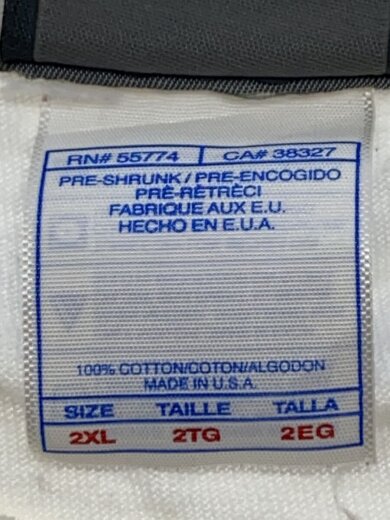 RN# 55774 CA# 38327
PRE-SHRUNK / PRE-ENCOGIDO
PRÉ-RÉTRÉCI
FABRIQUE AUX E.U.
HECHO EN E.U.A.
100% COTTON/COTON/ALGODON
MADE IN U.S.A.
SIZE TAILLE TALLA
2XL 2TG 2EG